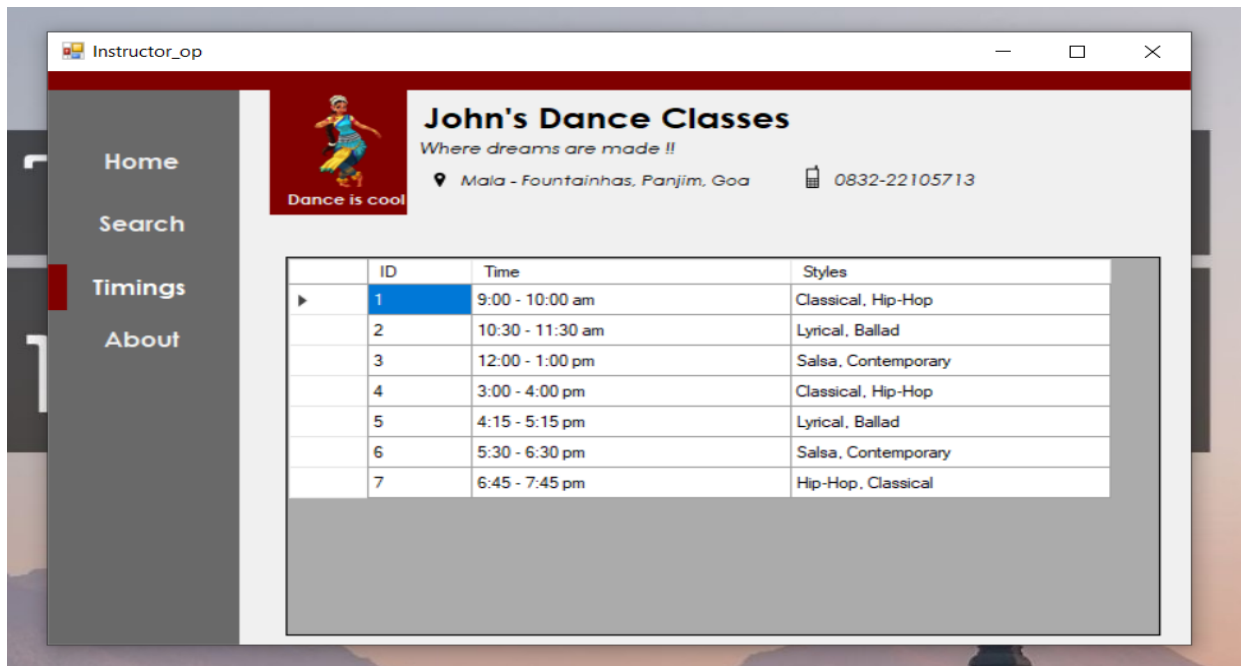 Instructor_op
John's Dance Classes
Where dreams are made !!
Mala - Fountainhas, Panjim, Goa 0832-22105713
Dance is cool
Home
Search
Timings
About
ID Time Styles
1 9:00 - 10:00 am Classical, Hip-Hop
2 10:30 - 11:30 am Lyrical, Ballad
3 12:00 - 1:00 pm Salsa, Contemporary
4 3:00 - 4:00 pm Classical, Hip-Hop
5 4:15 - 5:15 pm Lyrical, Ballad
6 5:30 - 6:30 pm Salsa, Contemporary
7 6:45 - 7:45 pm Hip-Hop, Classical